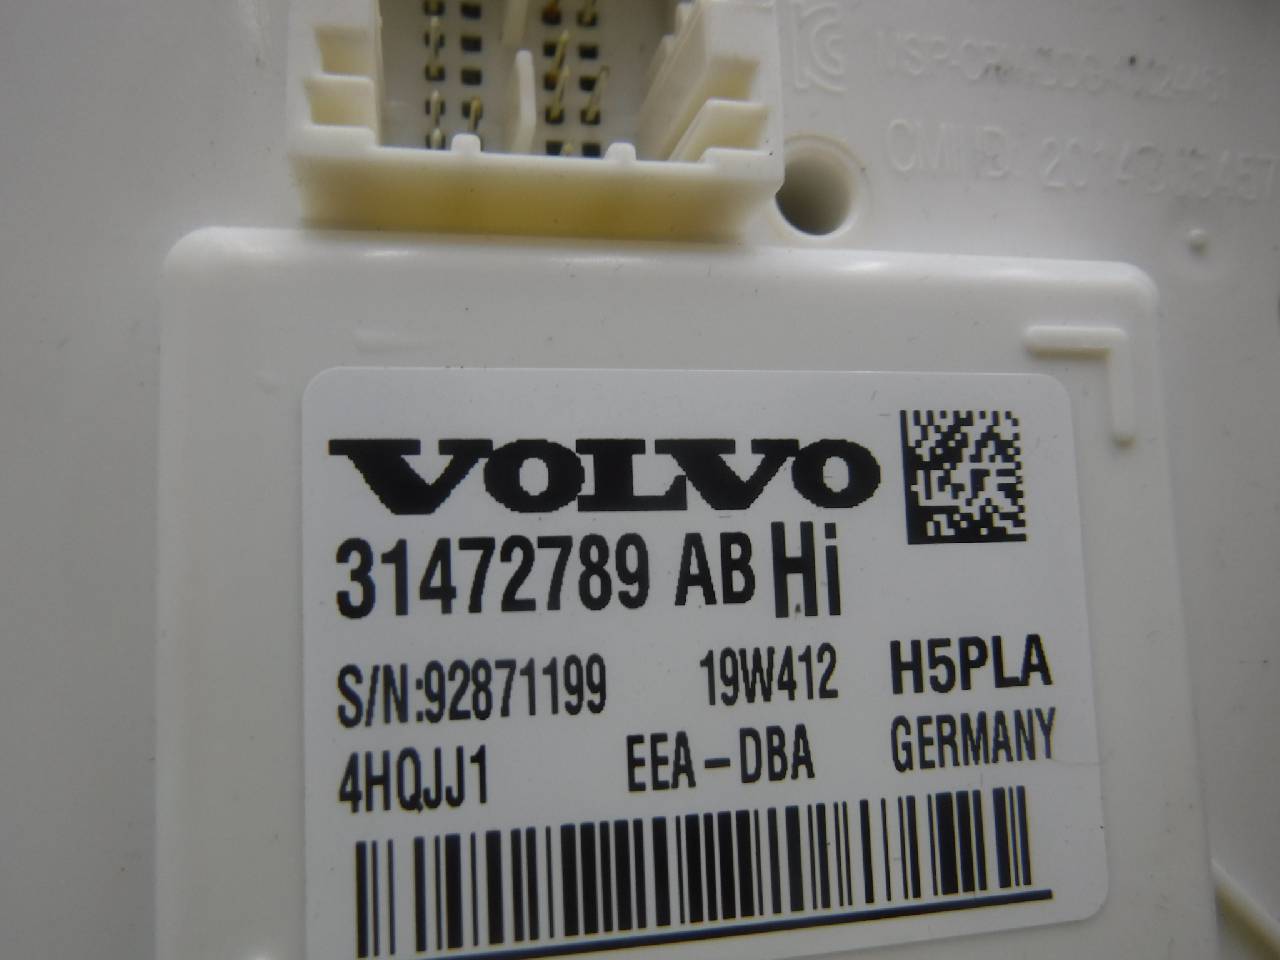 VOLVO
31472789 AB Hi
S/N:92871199 19W412 H5PLA
4HQJJ1 EEA-DBA GERMANY